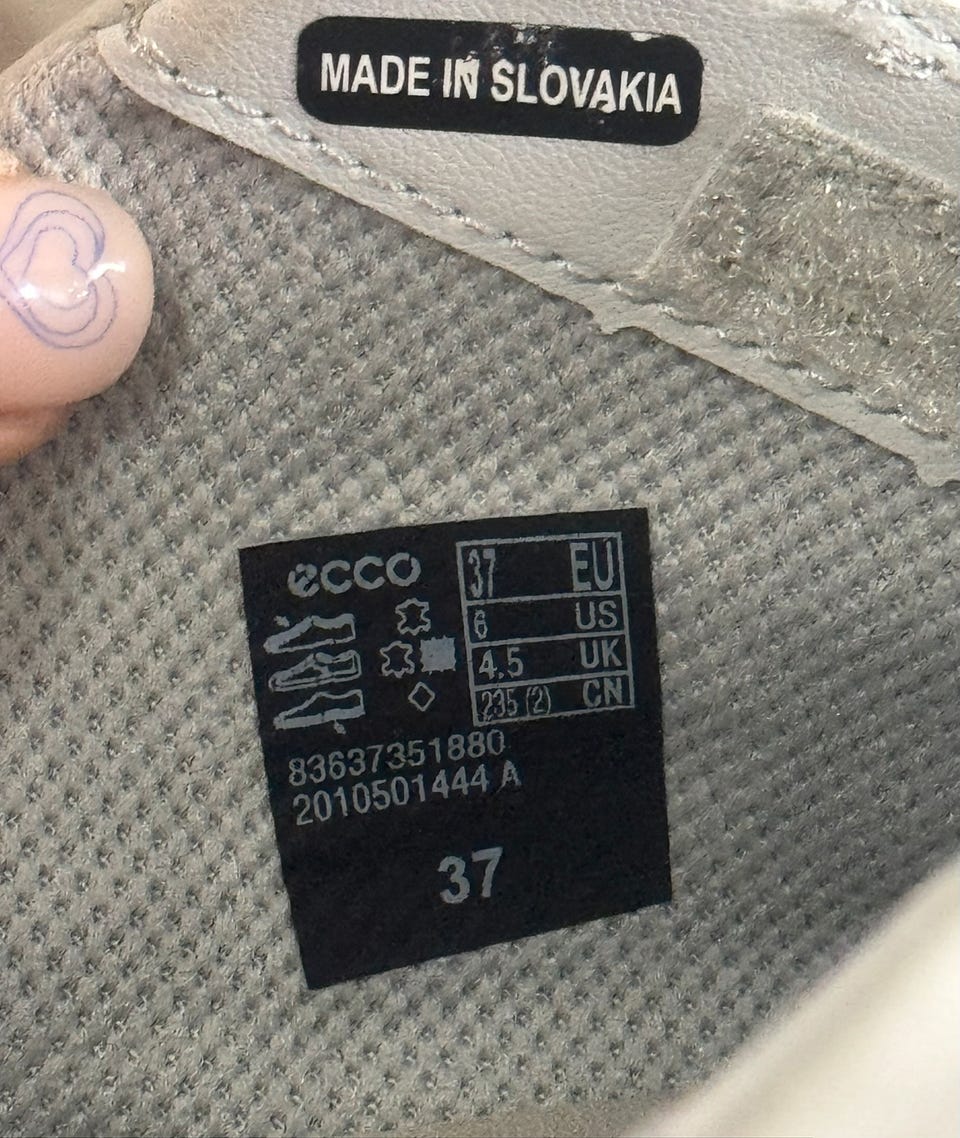 MADE IN SLOVAKIA
ecco
37 EU
6 US
4.5 UK
235 (2) CN
83637351880
2010501444 A
37